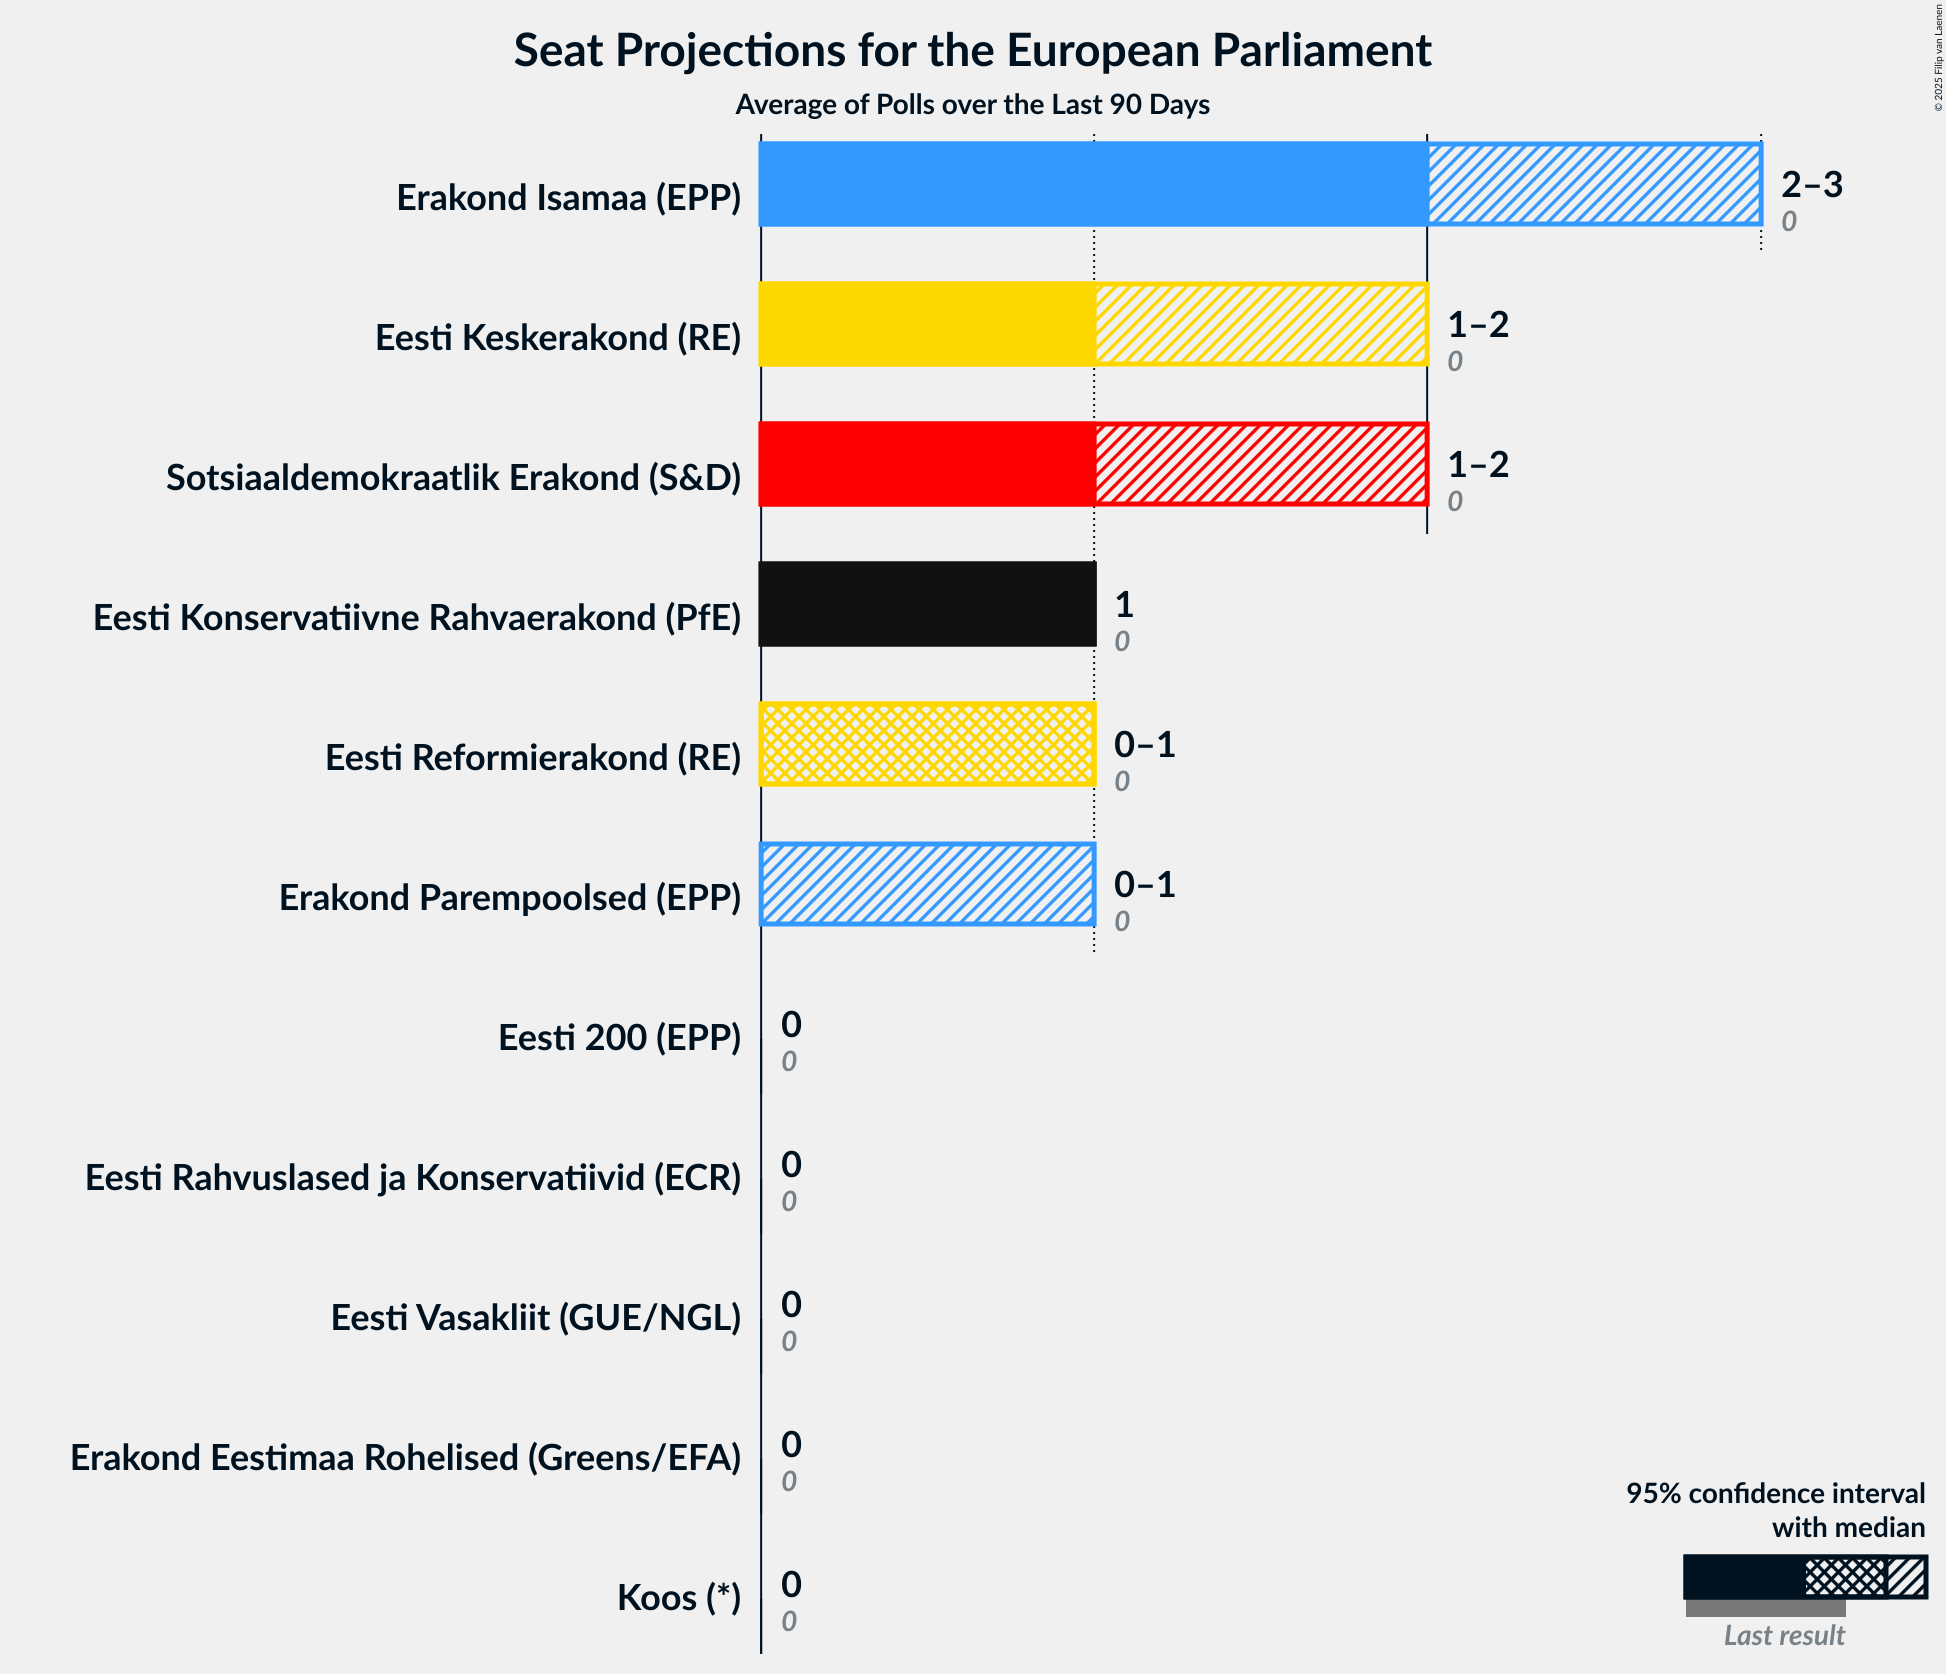 Seat Projections for the European Parliament
Average of Polls over the Last 90 Days
© 2025 Filip van Laenen
Erakond Isamaa (EPP)
2–3
0
Eesti Keskerakond (RE)
1–2
0
Sotsiaaldemokraatlik Erakond (S&D)
1–2
0
Eesti Konservatiivne Rahvaerakond (PfE)
1
0
Eesti Reformierakond (RE)
0–1
0
Erakond Parempoolsed (EPP)
0–1
0
Eesti 200 (EPP)
0
0
Eesti Rahvuslased ja Konservatiivid (ECR)
0
0
Eesti Vasakliit (GUE/NGL)
0
0
Erakond Eestimaa Rohelised (Greens/EFA)
0
0
Koos (*)
0
0
95% confidence interval
with median
Last result